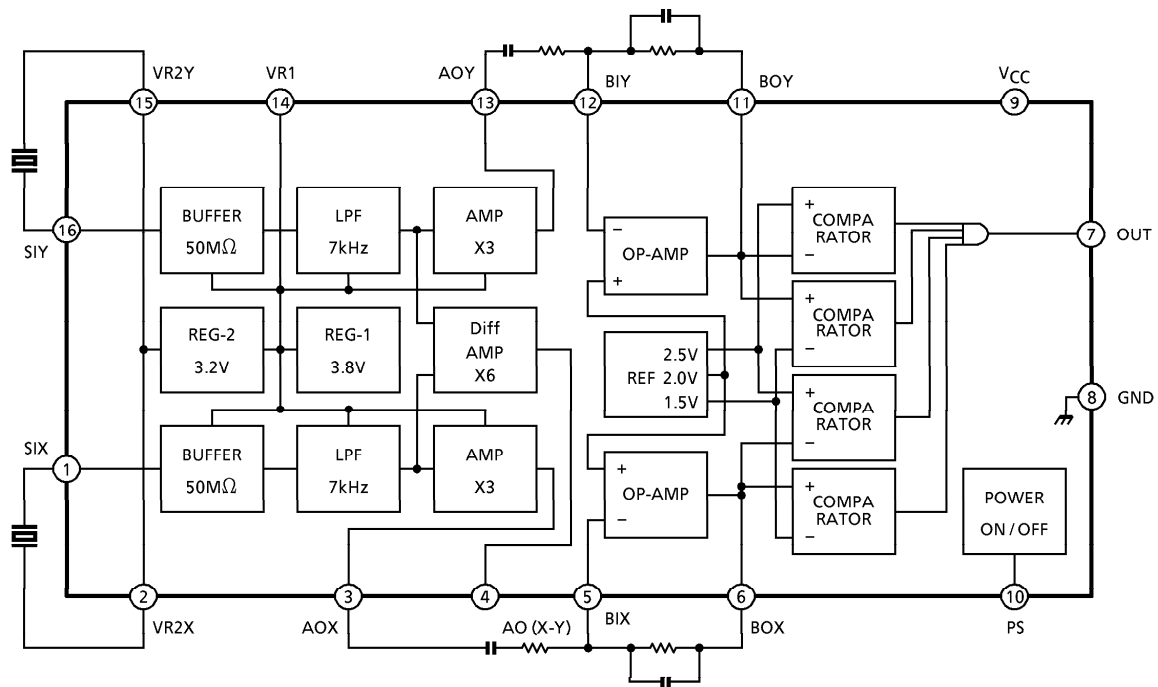 VR2Y
VR1
AOY
BIY
BOY
VCC
15
14
13
12
11
9
16
SIY
BUFFER
50MΩ
LPF
7kHz
AMP
X3
−
+
OP-AMP
+
−
COMPA
RATOR
7
OUT
REG-2
3.2V
REG-1
3.8V
Diff
AMP
X6
2.5V
REF 2.0V
1.5V
+
−
COMPA
RATOR
8
GND
SIX
1
BUFFER
50MΩ
LPF
7kHz
AMP
X3
+
−
OP-AMP
+
−
COMPA
RATOR
+
−
COMPA
RATOR
POWER
ON/OFF
2
3
4
5
6
10
VR2X
AOX
AO (X-Y)
BIX
BOX
PS